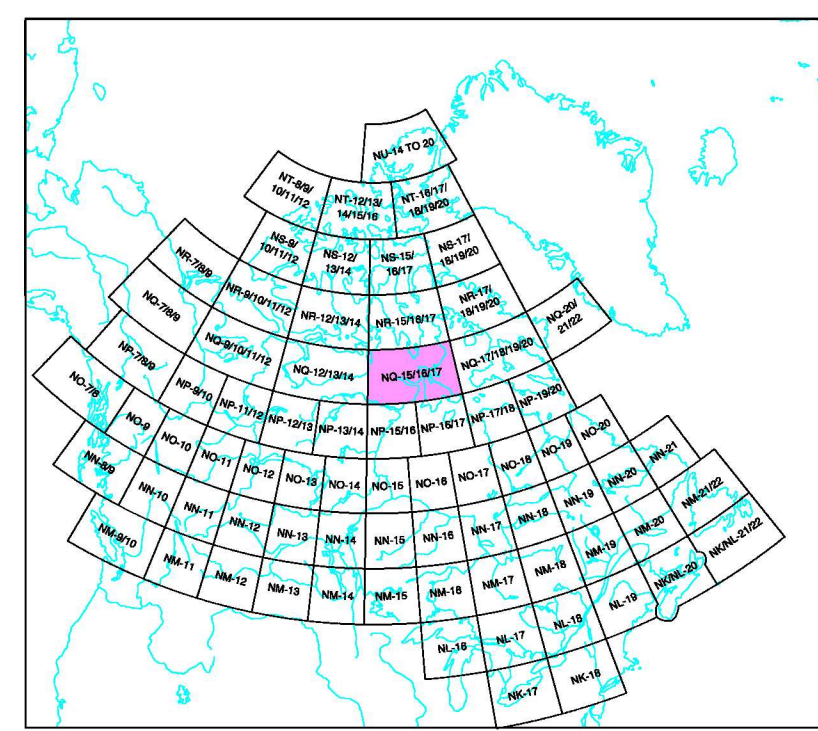 NU-14 TO 20
NT-8/9/
10/11/12
NT-12/13/
14/15/16
NT-16/17/
18/19/20
NS-9/
10/11/12
NS-12/
13/14
NS-15/
16/17
NS-17/
18/19/20
NR-7/8/9
NR-9/10/11/12
NR-12/13/14
NR-15/16/17
NR-17/
18/19/20
NQ-7/8/9
NQ-9/10/11/12
NQ-12/13/14
NQ-15/16/17
NQ-17/18/19/20
NQ-20/
21/22
NP-7/8/9
NP-9/10
NP-11/12
NP-12/13
NP-13/14
NP-15/16
NP-16/17
NP-17/18
NP-19/20
NO-7/8
NO-9
NO-10
NO-11
NO-12
NO-13
NO-14
NO-15
NO-16
NO-17
NO-18
NO-19
NO-20
NN-8/9
NN-10
NN-11
NN-12
NN-13
NN-14
NN-15
NN-16
NN-17
NN-18
NN-19
NN-20
NN-21
NM-9/10
NM-11
NM-12
NM-13
NM-14
NM-15
NM-16
NM-17
NM-18
NM-19
NM-20
NM-21/22
NL-16
NL-17
NL-18
NL-19
NK/NL-20
NK/NL-21/22
NK-17
NK-18